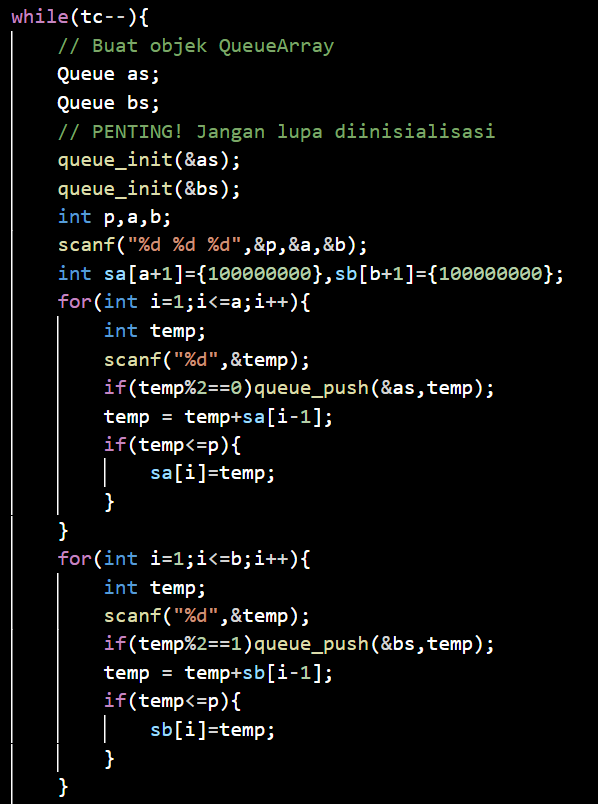 while(tc--){
// Buat objek QueueArray
Queue as;
Queue bs;
// PENTING! Jangan lupa diinisialisasi
queue_init(&as);
queue_init(&bs);
int p,a,b;
scanf("%d %d %d",&p,&a,&b);
int sa[a+1]={100000000},sb[b+1]={100000000};
for(int i=1;i<=a;i++){
int temp;
scanf("%d",&temp);
if(temp%2==0)queue_push(&as,temp);
temp = temp+sa[i-1];
if(temp<=p){
sa[i]=temp;
}
}
for(int i=1;i<=b;i++){
int temp;
scanf("%d",&temp);
if(temp%2==1)queue_push(&bs,temp);
temp = temp+sb[i-1];
if(temp<=p){
sb[i]=temp;
}
}